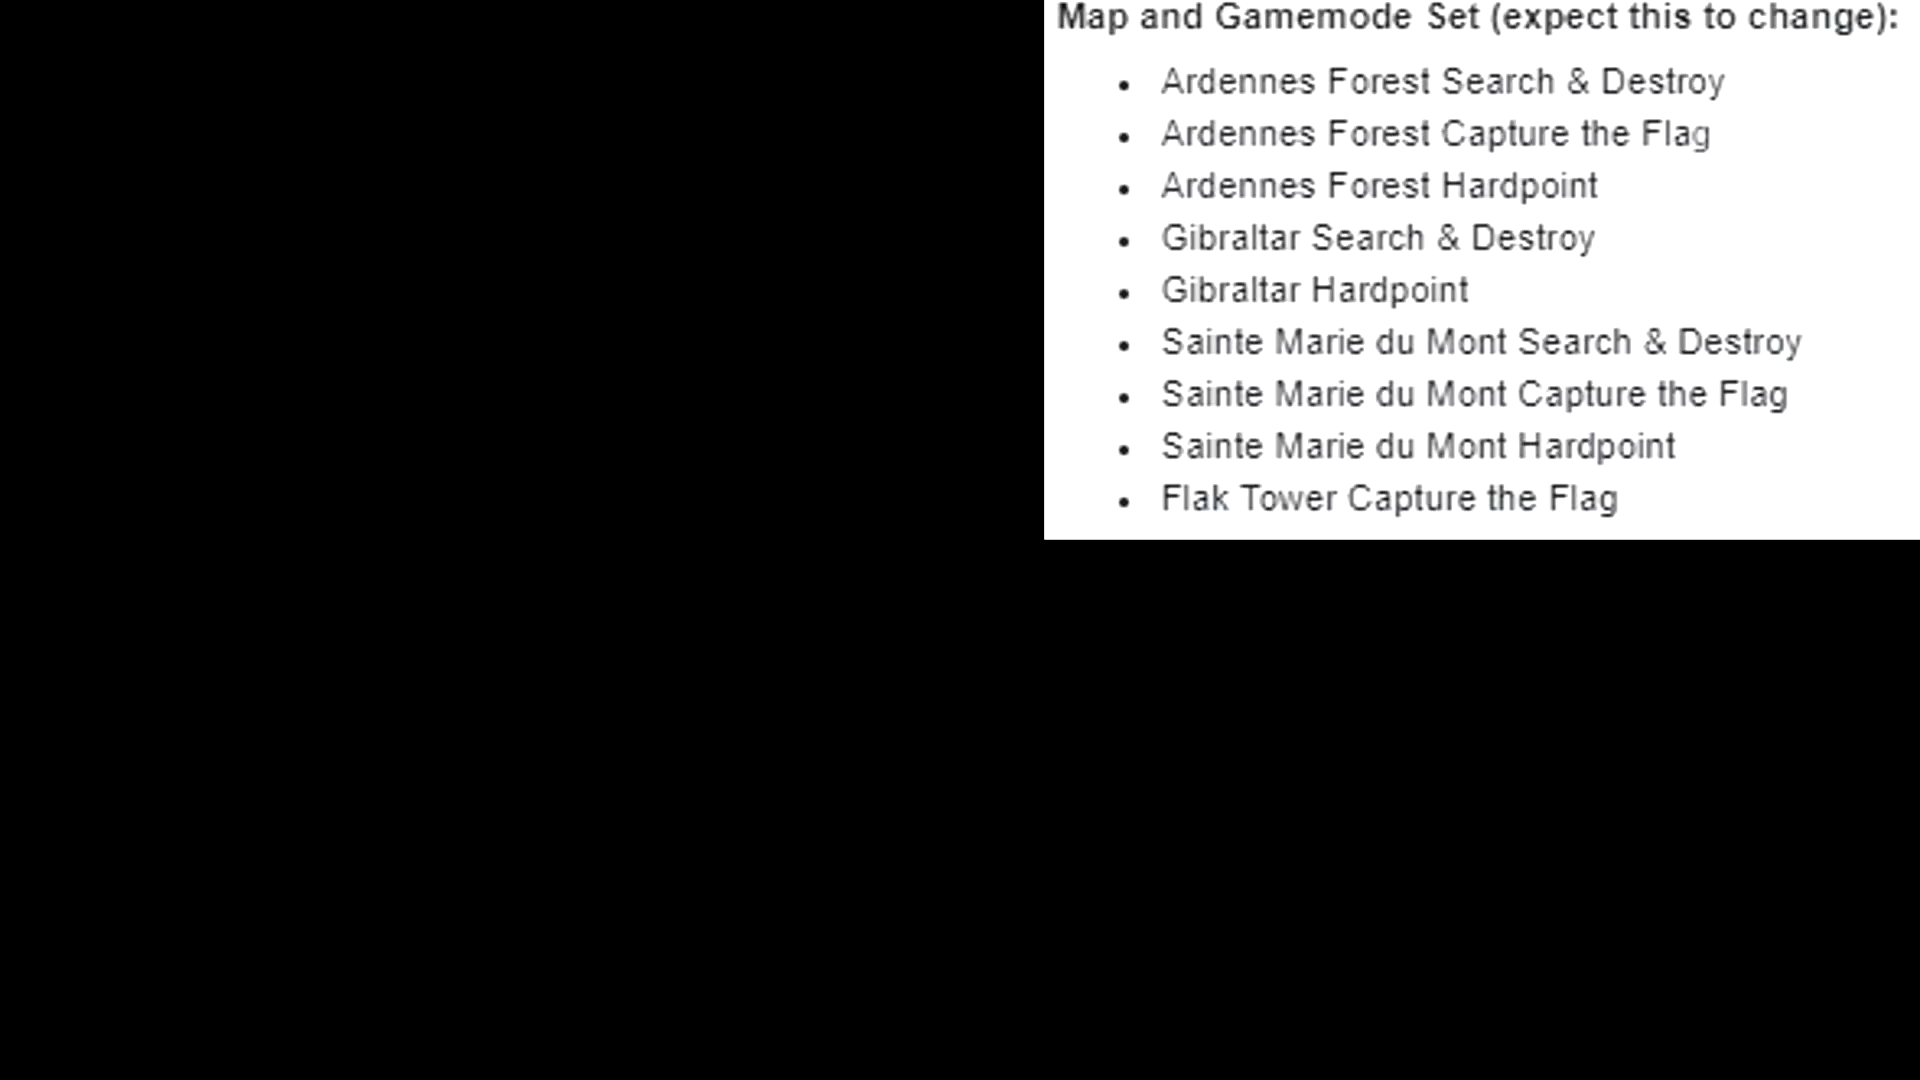 Map and Gamemode Set (expect this to change):
• Ardennes Forest Search & Destroy
• Ardennes Forest Capture the Flag
• Ardennes Forest Hardpoint
• Gibraltar Search & Destroy
• Gibraltar Hardpoint
• Sainte Marie du Mont Search & Destroy
• Sainte Marie du Mont Capture the Flag
• Sainte Marie du Mont Hardpoint
• Flak Tower Capture the Flag